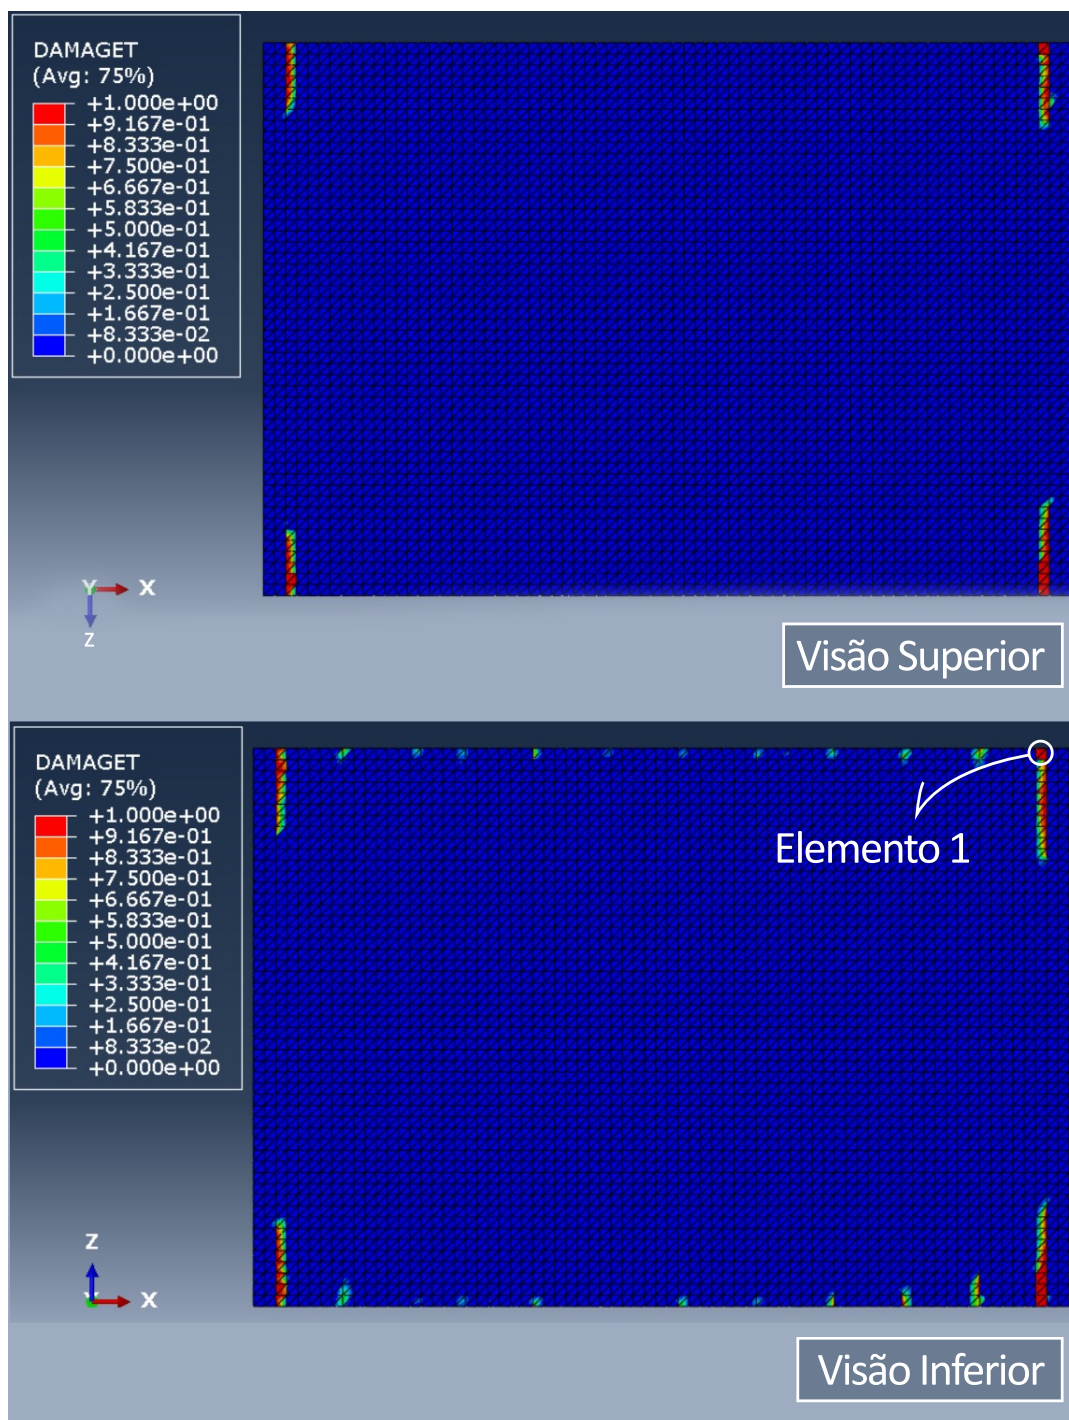 DAMAGET
(Avg: 75%)
+1.000e+00
+9.167e-01
+8.333e-01
+7.500e-01
+6.667e-01
+5.833e-01
+5.000e-01
+4.167e-01
+3.333e-01
+2.500e-01
+1.667e-01
+8.333e-02
+0.000e+00
Y X
Z
Visão Superior
DAMAGET
(Avg: 75%)
+1.000e+00
+9.167e-01
+8.333e-01
+7.500e-01
+6.667e-01
+5.833e-01
+5.000e-01
+4.167e-01
+3.333e-01
+2.500e-01
+1.667e-01
+8.333e-02
+0.000e+00
Elemento 1
Z
Y X
Visão Inferior